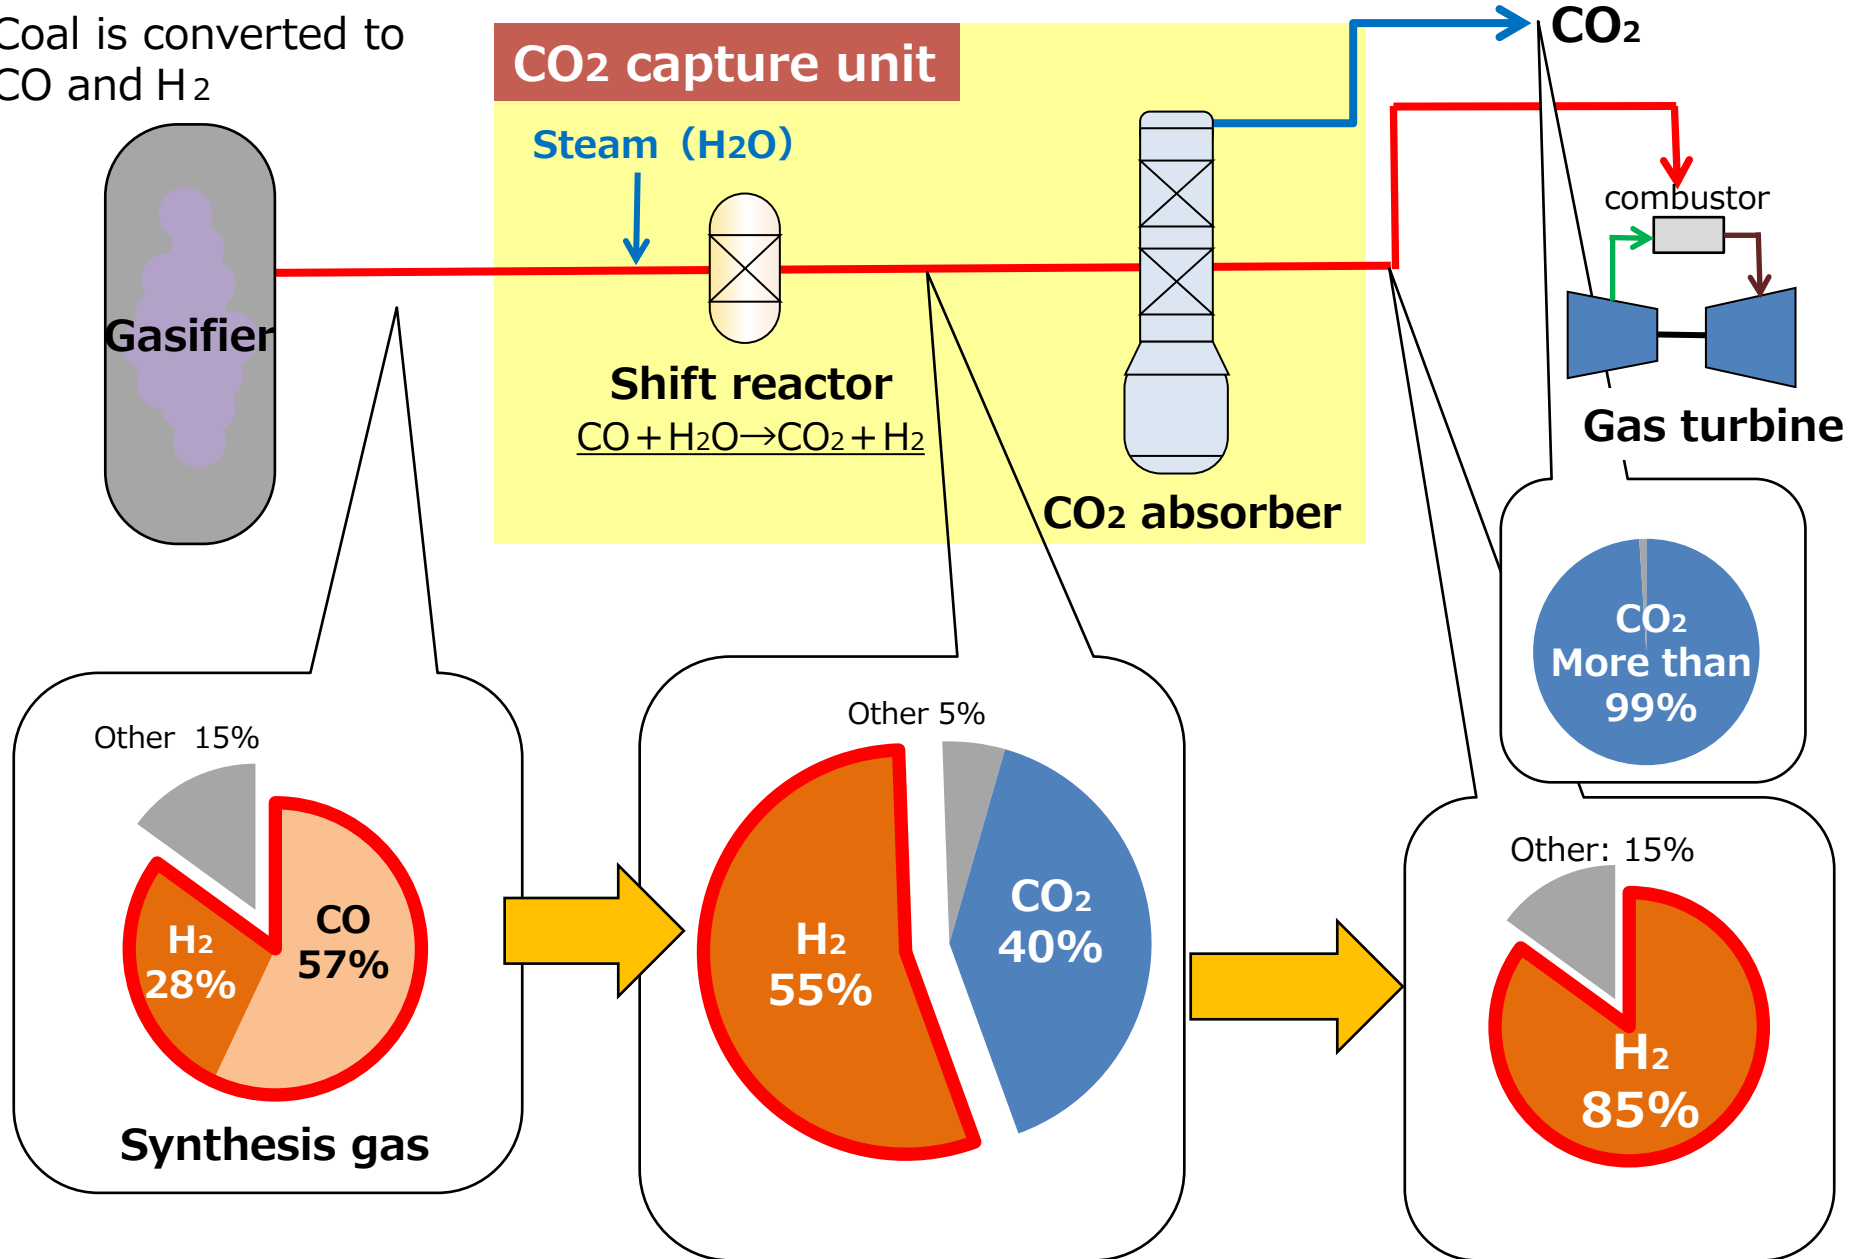 Coal is converted to
CO and H2
CO2 capture unit
CO2
Steam（H2O）
combustor
Gasifier
Shift reactor
CO+H2O→CO2+H2
CO2 absorber
Gas turbine
CO2
More than
99%
Other 15%
H2
28%
CO
57%
Synthesis gas
Other 5%
H2
55%
CO2
40%
Other: 15%
H2
85%